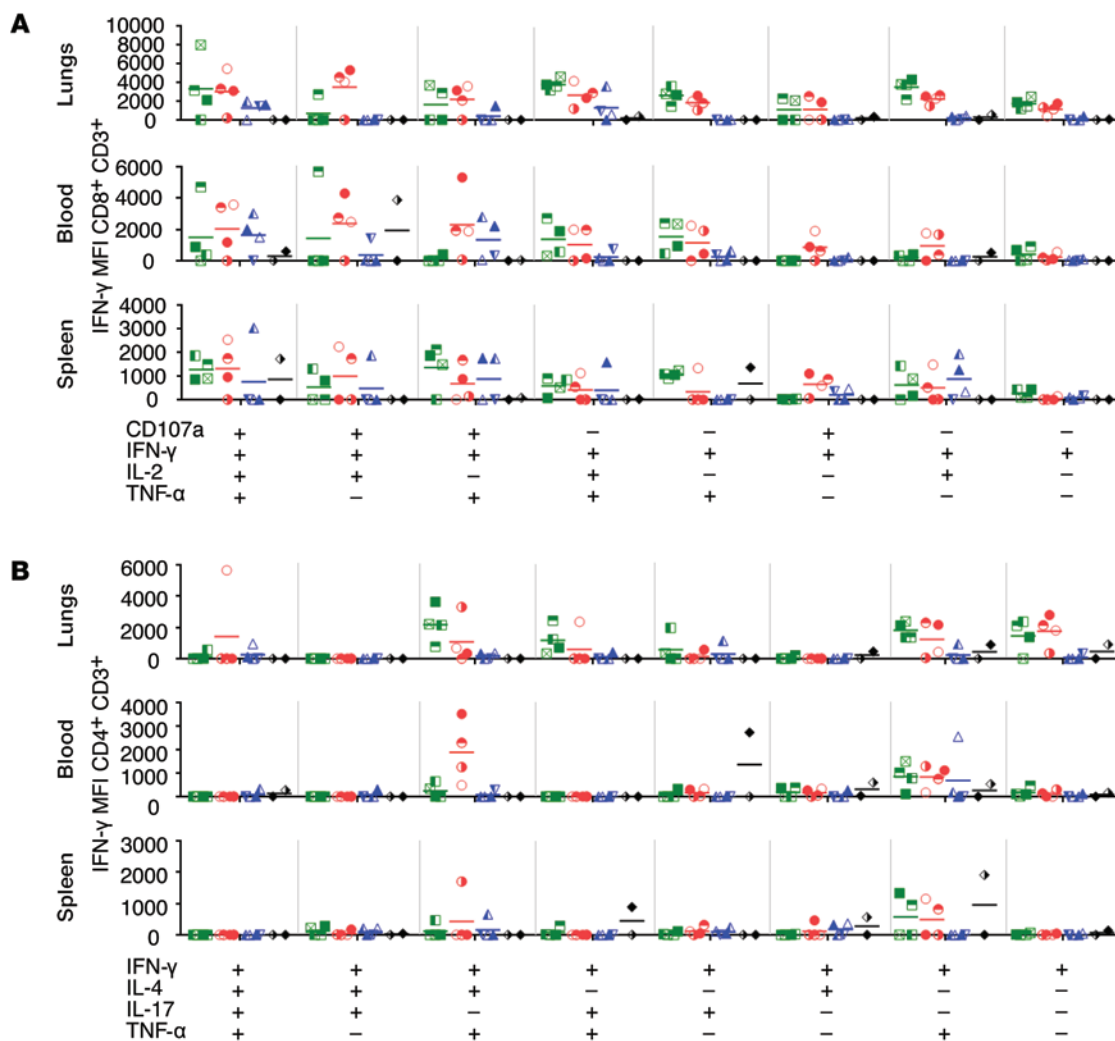 A
Lungs
10000
8000
6000
4000
2000
0
Blood
6000
4000
2000
0
Spleen
4000
3000
2000
1000
0
IFN-γ MFI CD8+ CD3+
CD107a + + + – – + – –
IFN-γ + + + + + + + +
IL-2 + + – + – – + –
TNF-α + – + + + – – –
B
Lungs
6000
4000
2000
0
Blood
4000
3000
2000
1000
0
Spleen
3000
2000
1000
0
IFN-γ MFI CD4+ CD3+
IFN-γ + + + + + + + +
IL-4 + + + – – + – –
IL-17 + + – + + – – –
TNF-α + – + + – – + –